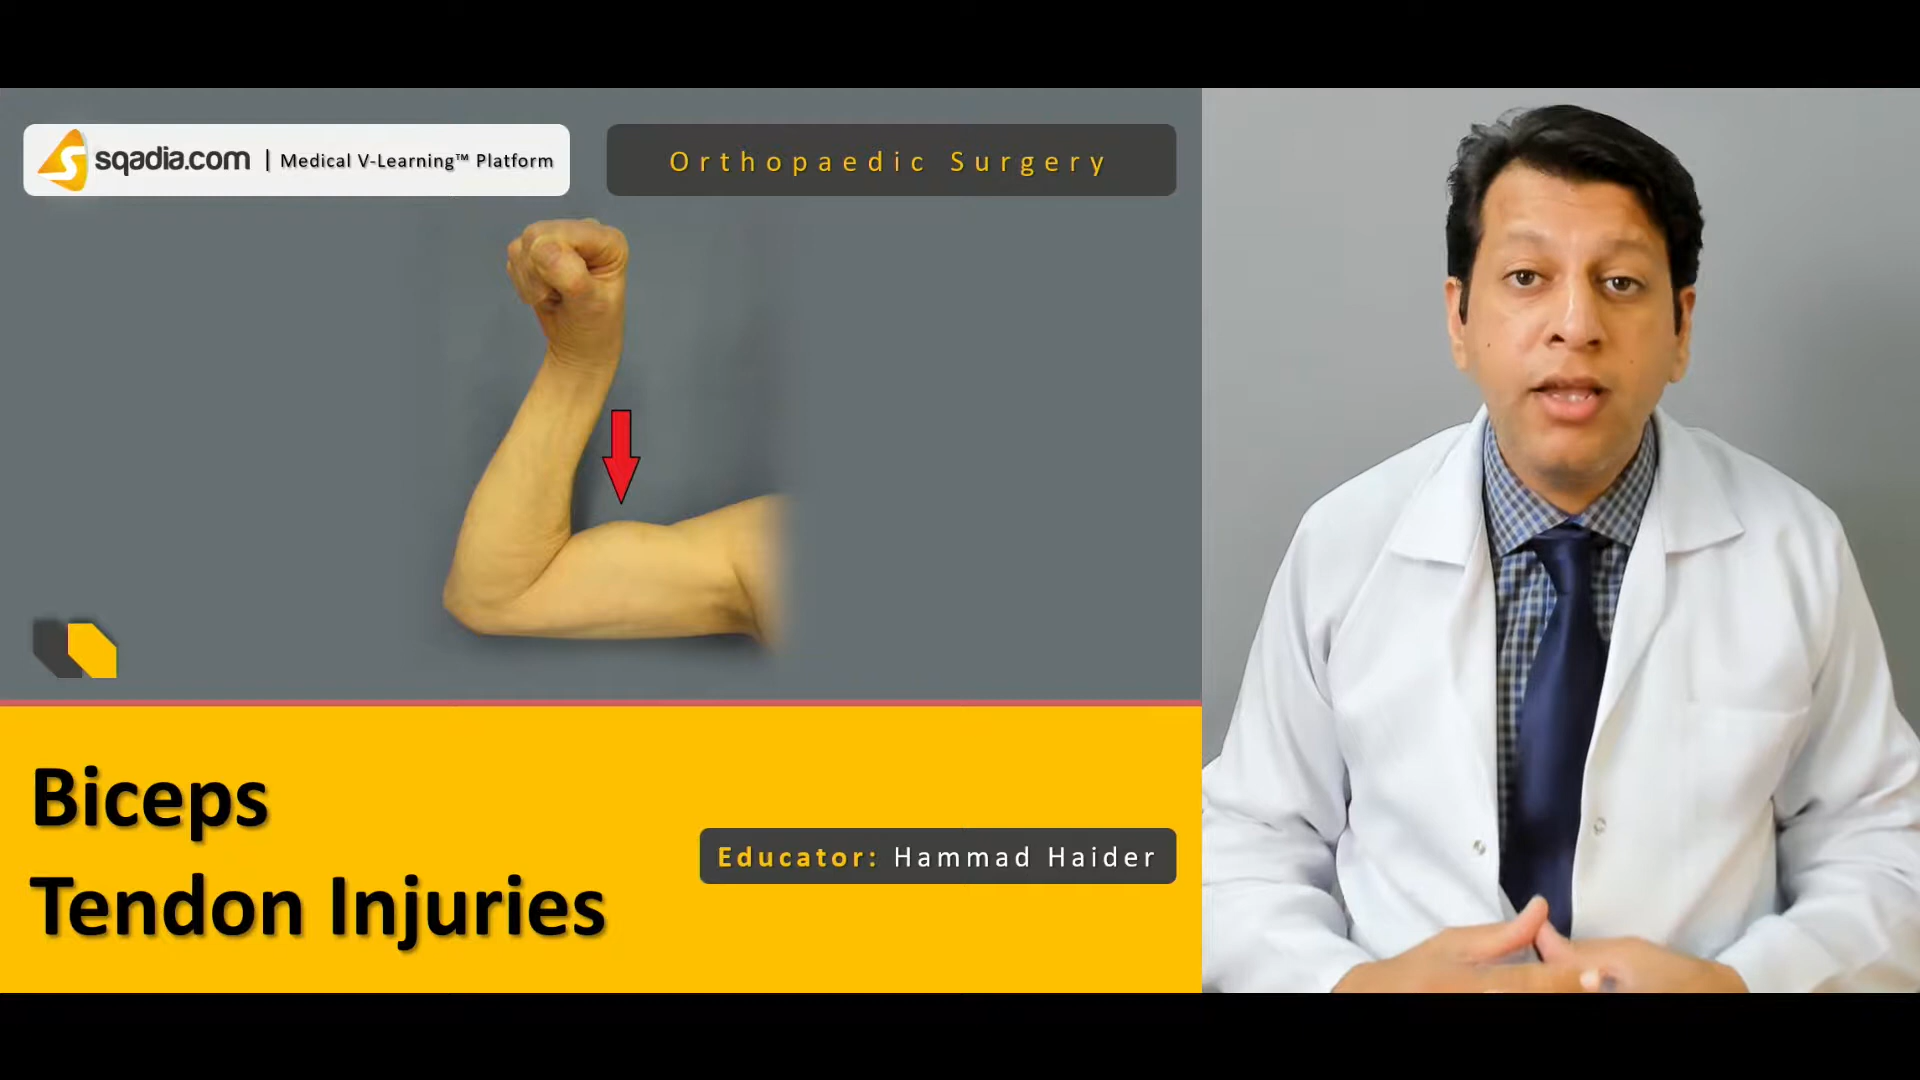 sqadia.com | Medical V-Learning™ Platform
Orthopaedic Surgery
Biceps
Tendon Injuries
Educator: Hammad Haider